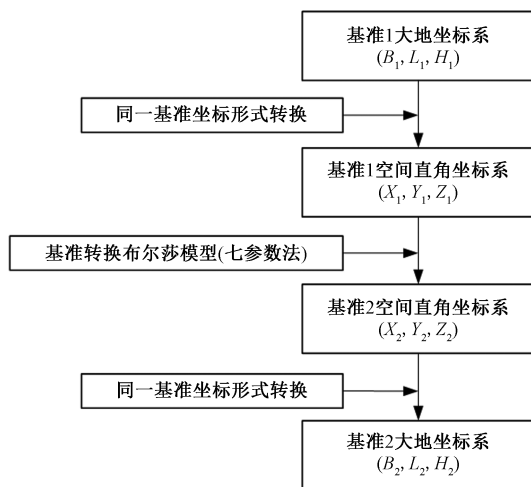 基准1大地坐标系
(B₁, L₁, H₁)
同一基准坐标形式转换
基准1空间直角坐标系
(X₁, Y₁, Z₁)
基准转换布尔莎模型(七参数法)
基准2空间直角坐标系
(X₂, Y₂, Z₂)
同一基准坐标形式转换
基准2大地坐标系
(B₂, L₂, H₂)